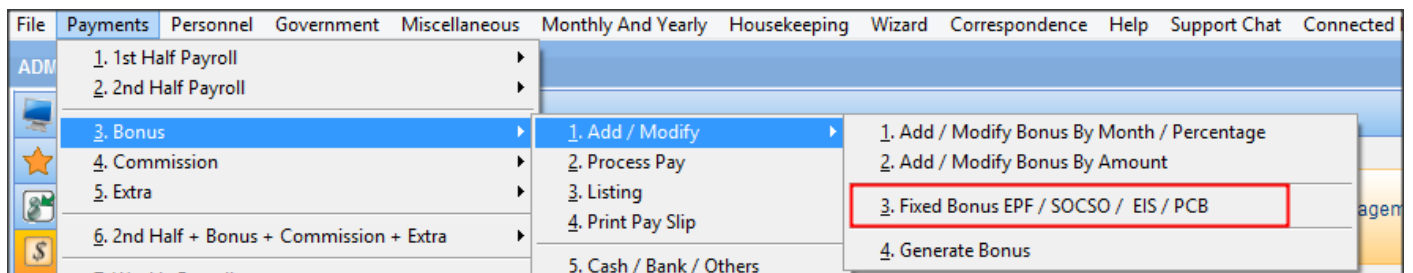 File Payments Personnel Government Miscellaneous Monthly And Yearly Housekeeping Wizard Correspondence Help Support Chat Connected
ADM
1. 1st Half Payroll
2. 2nd Half Payroll
3. Bonus
4. Commission
5. Extra
6. 2nd Half + Bonus + Commission + Extra
1. Add / Modify
2. Process Pay
3. Listing
4. Print Pay Slip
5. Cash / Bank / Others
1. Add / Modify Bonus By Month / Percentage
2. Add / Modify Bonus By Amount
3. Fixed Bonus EPF / SOCSO / EIS / PCB
4. Generate Bonus
agem